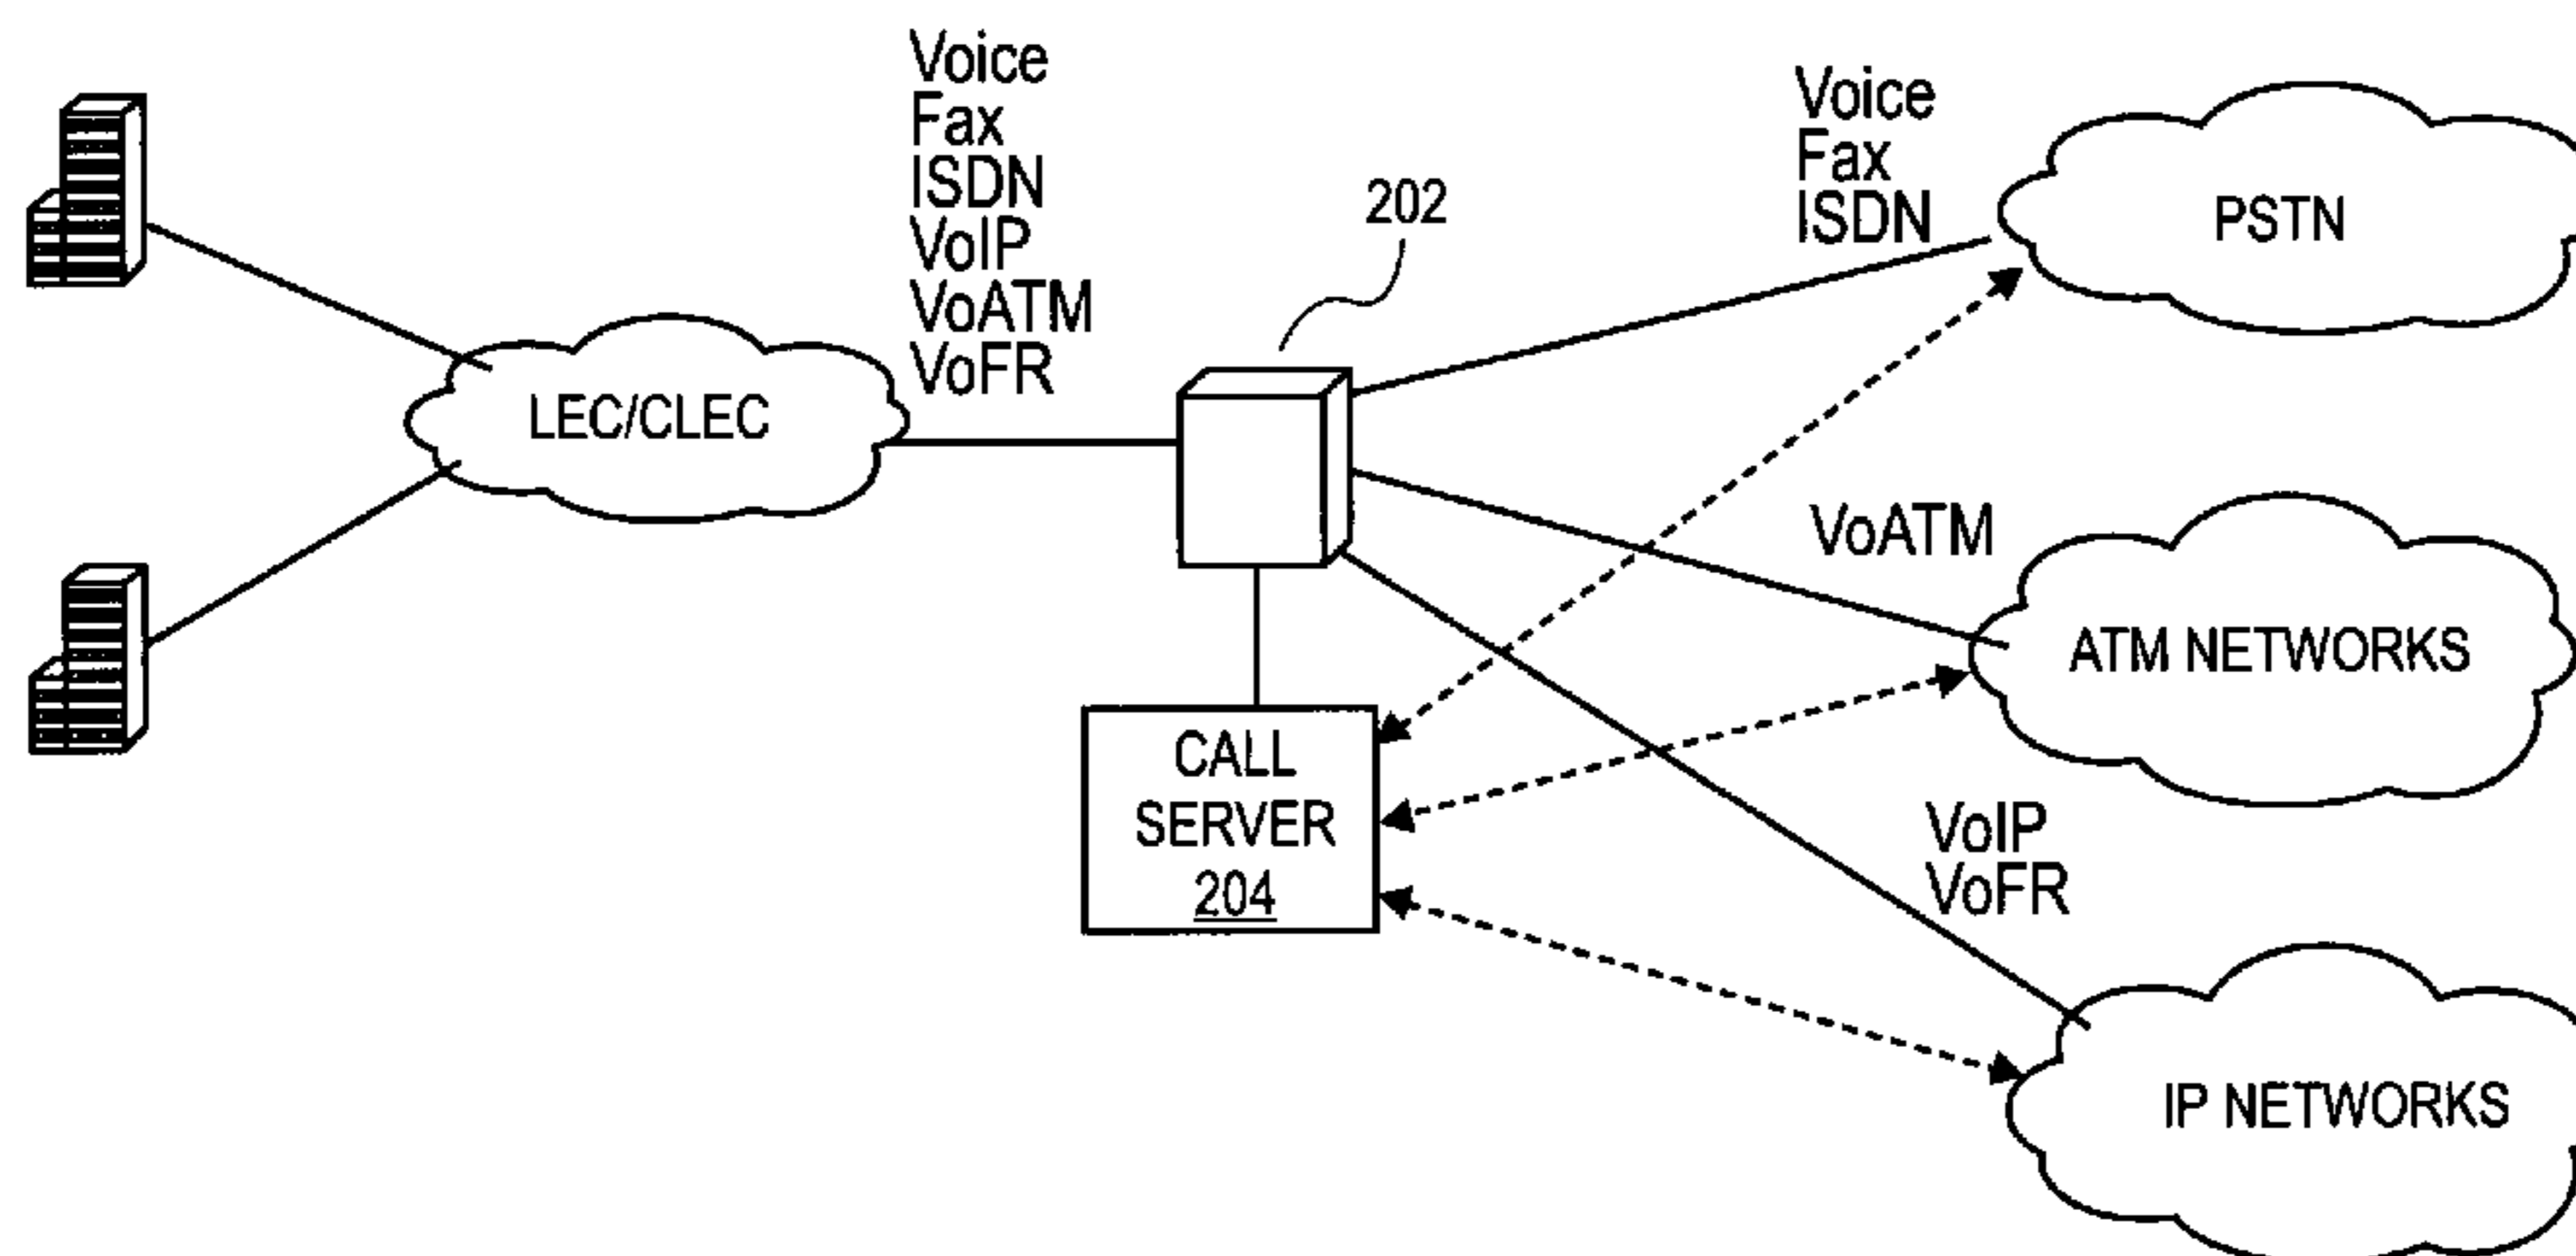 Voice
Fax
ISDN
VoIP
VoATM
VoFR
LEC/CLEC
202
Voice
Fax
ISDN
PSTN
VoATM
ATM NETWORKS
CALL
SERVER
204
VoIP
VoFR
IP NETWORKS